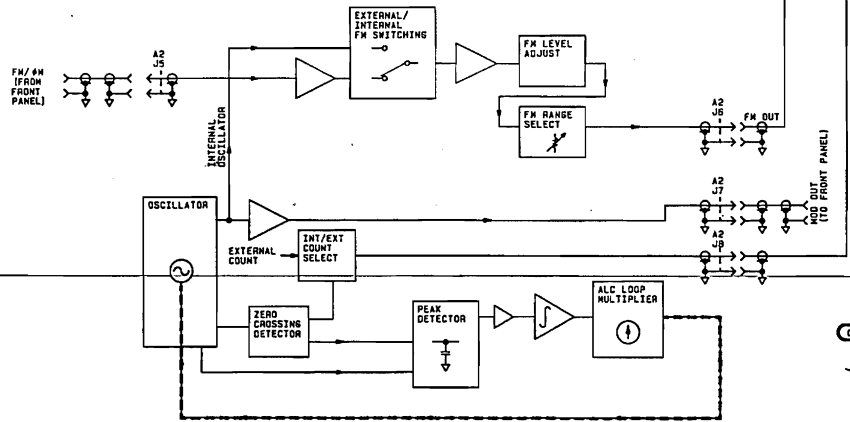 EXTERNAL/
INTERNAL
FM SWITCHING
A2
J5
FM/ØM
(FROM
FRONT
PANEL)
FM LEVEL
ADJUST
INTERNAL
OSCILLATOR
FM RANGE
SELECT
A2
J6
FM OUT
A2
J7
MOD OUT
(TO FRONT PANEL)
OSCILLATOR
EXTERNAL
COUNT
INT/EXT
COUNT
SELECT
A2
J8
ZERO
CROSSING
DETECTOR
PEAK
DETECTOR
ALC LOOP
MULTIPLIER